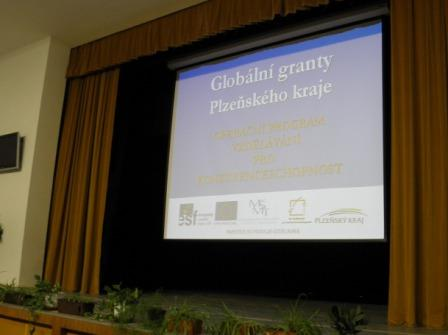 Globální granty
Plzeňského kraje
OPERAČNÍ PROGRAM
VZDĚLÁVÁNÍ
PRO
KONKURENCESCHOPNOST
esf
PLZEŇSKÝ KRAJ